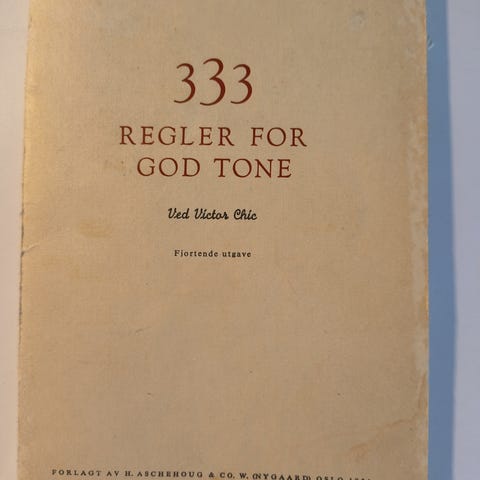 333
REGLER FOR
GOD TONE
Ved Victor Chic
Fjortende utgave
FORLAGT AV H. ASCHEHOUG & CO. W. (NYGAARD) OSLO